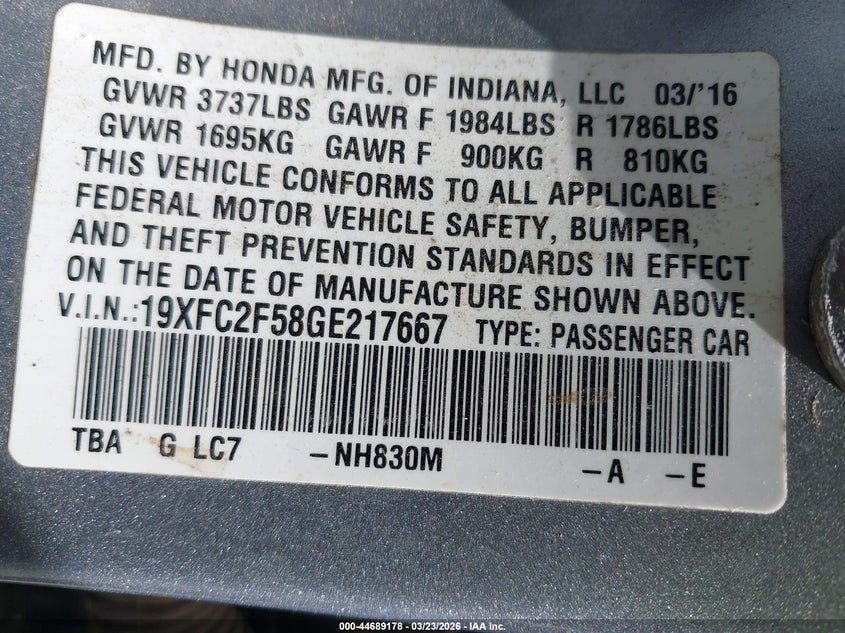 MFD. BY HONDA MFG. OF INDIANA, LLC 03/'16
GVWR 3737LBS GAWR F 1984LBS R 1786LBS
GVWR 1695KG GAWR F 900KG R 810KG
THIS VEHICLE CONFORMS TO ALL APPLICABLE
FEDERAL MOTOR VEHICLE SAFETY, BUMPER,
AND THEFT PREVENTION STANDARDS IN EFFECT
ON THE DATE OF MANUFACTURE SHOWN ABOVE.
V.I.N.:19XFC2F58GE217667 TYPE: PASSENGER CAR
TBA G LC7 -NH830M -A -E
000-44689178 — 03/23/2026 — IAA Inc.